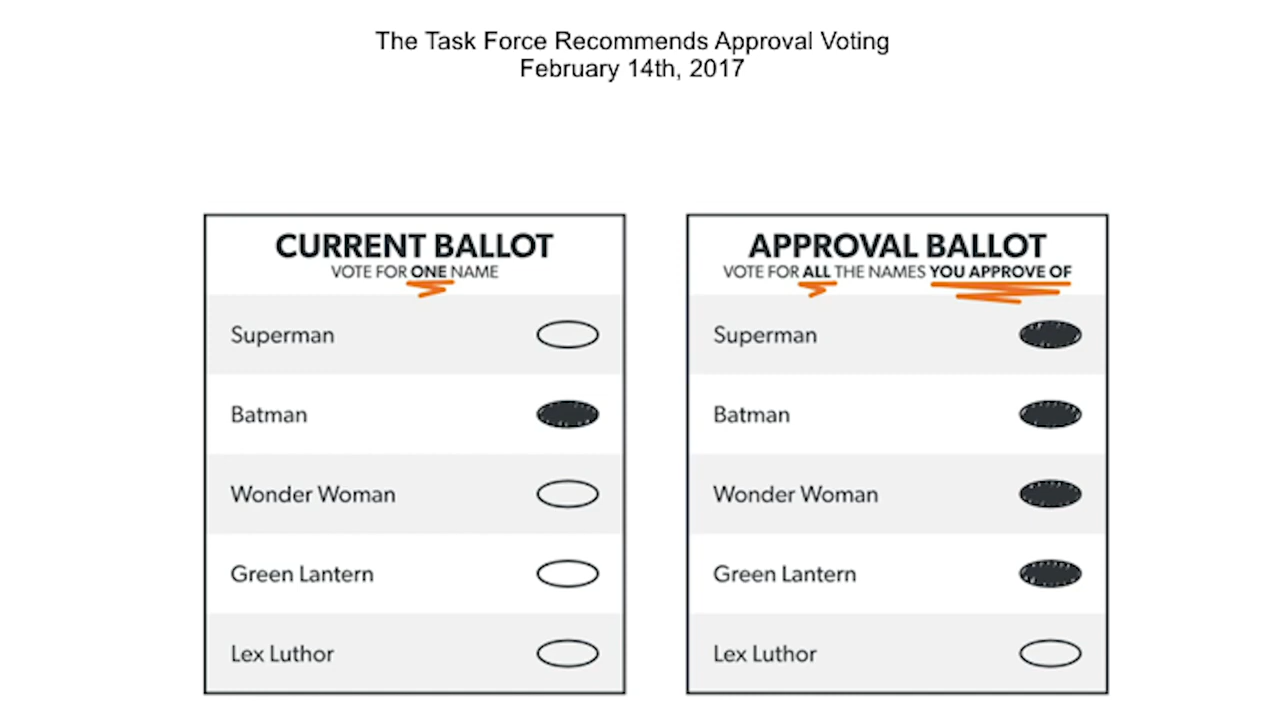 The Task Force Recommends Approval Voting
February 14th, 2017
CURRENT BALLOT
VOTE FOR ONE NAME
Superman
Batman
Wonder Woman
Green Lantern
Lex Luthor
APPROVAL BALLOT
VOTE FOR ALL THE NAMES YOU APPROVE OF
Superman
Batman
Wonder Woman
Green Lantern
Lex Luthor